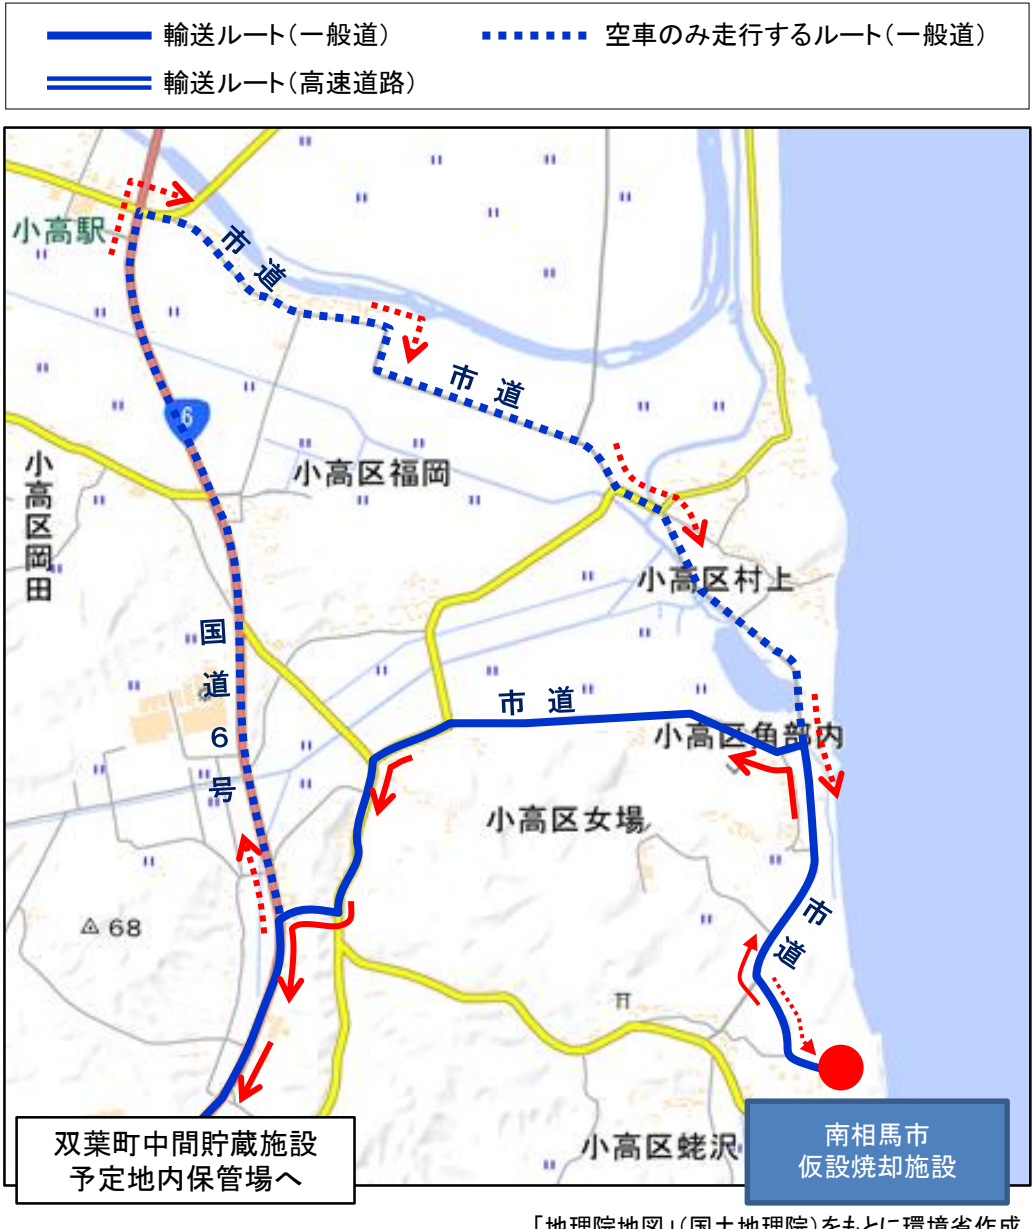 輸送ルート(一般道)
空車のみ走行するルート(一般道)
輸送ルート(高速道路)
小高駅
市道
市道
6
小高区岡田
小高区福岡
小高区村上
国道6号
市道
小高区角部内
小高区女場
68
市道
小高区蛯沢
双葉町中間貯蔵施設
予定地内保管場へ
南相馬市
仮設焼却施設
「地理院地図」(国土地理院)をもとに環境省作成